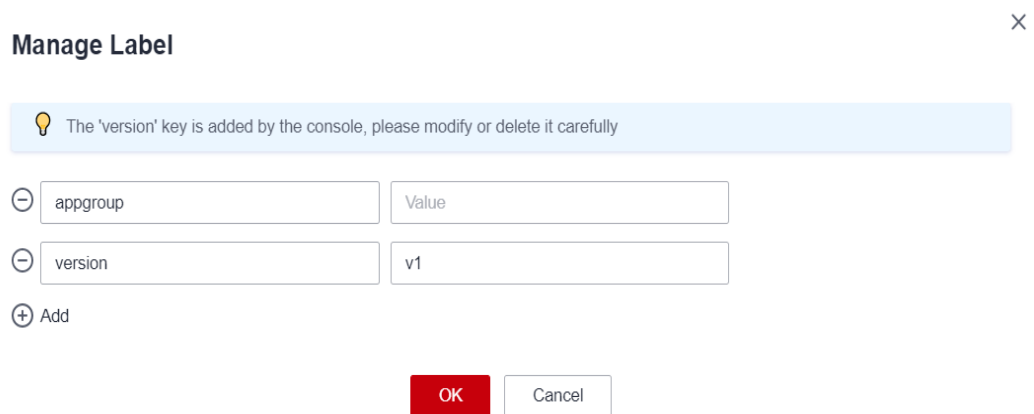 Manage Label
The 'version' key is added by the console, please modify or delete it carefully
appgroup Value
version v1
Add
OK Cancel